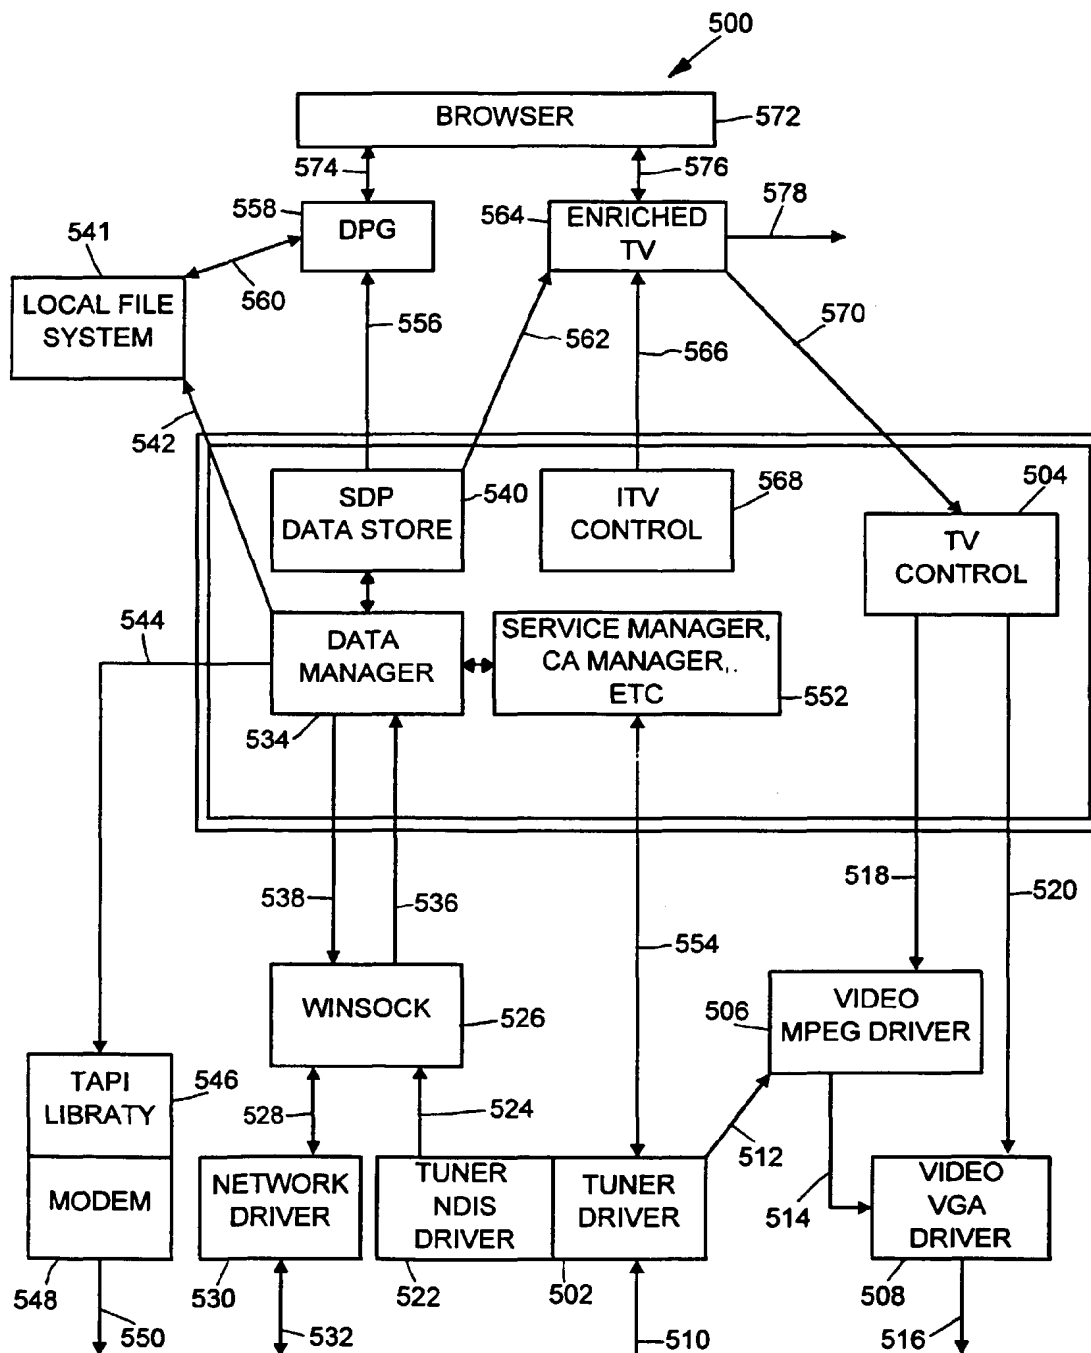 500
BROWSER
572
574
576
558
DPG
564
ENRICHED
TV
578
541
LOCAL FILE
SYSTEM
560
556
562
566
570
542
SDP
DATA STORE
540
ITV
CONTROL
568
504
TV
CONTROL
544
DATA
MANAGER
534
SERVICE MANAGER,
CA MANAGER,.
ETC
552
538
536
554
518
520
WINSOCK
526
506
VIDEO
MPEG DRIVER
TAPI
LIBRATY
546
528
524
512
514
MODEM
NETWORK
DRIVER
TUNER
NDIS
DRIVER
TUNER
DRIVER
VIDEO
VGA
DRIVER
548
550
530
532
522
502
510
508
516